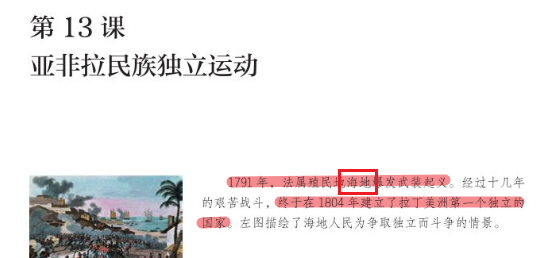 第 13 课
亚非拉民族独立运动
1791 年，法属殖民地海地爆发武装起义。经过十几年
的艰苦战斗，终于在 1804 年建立了拉丁美洲第一个独立的
国家。左图描绘了海地人民为争取独立而斗争的情景。